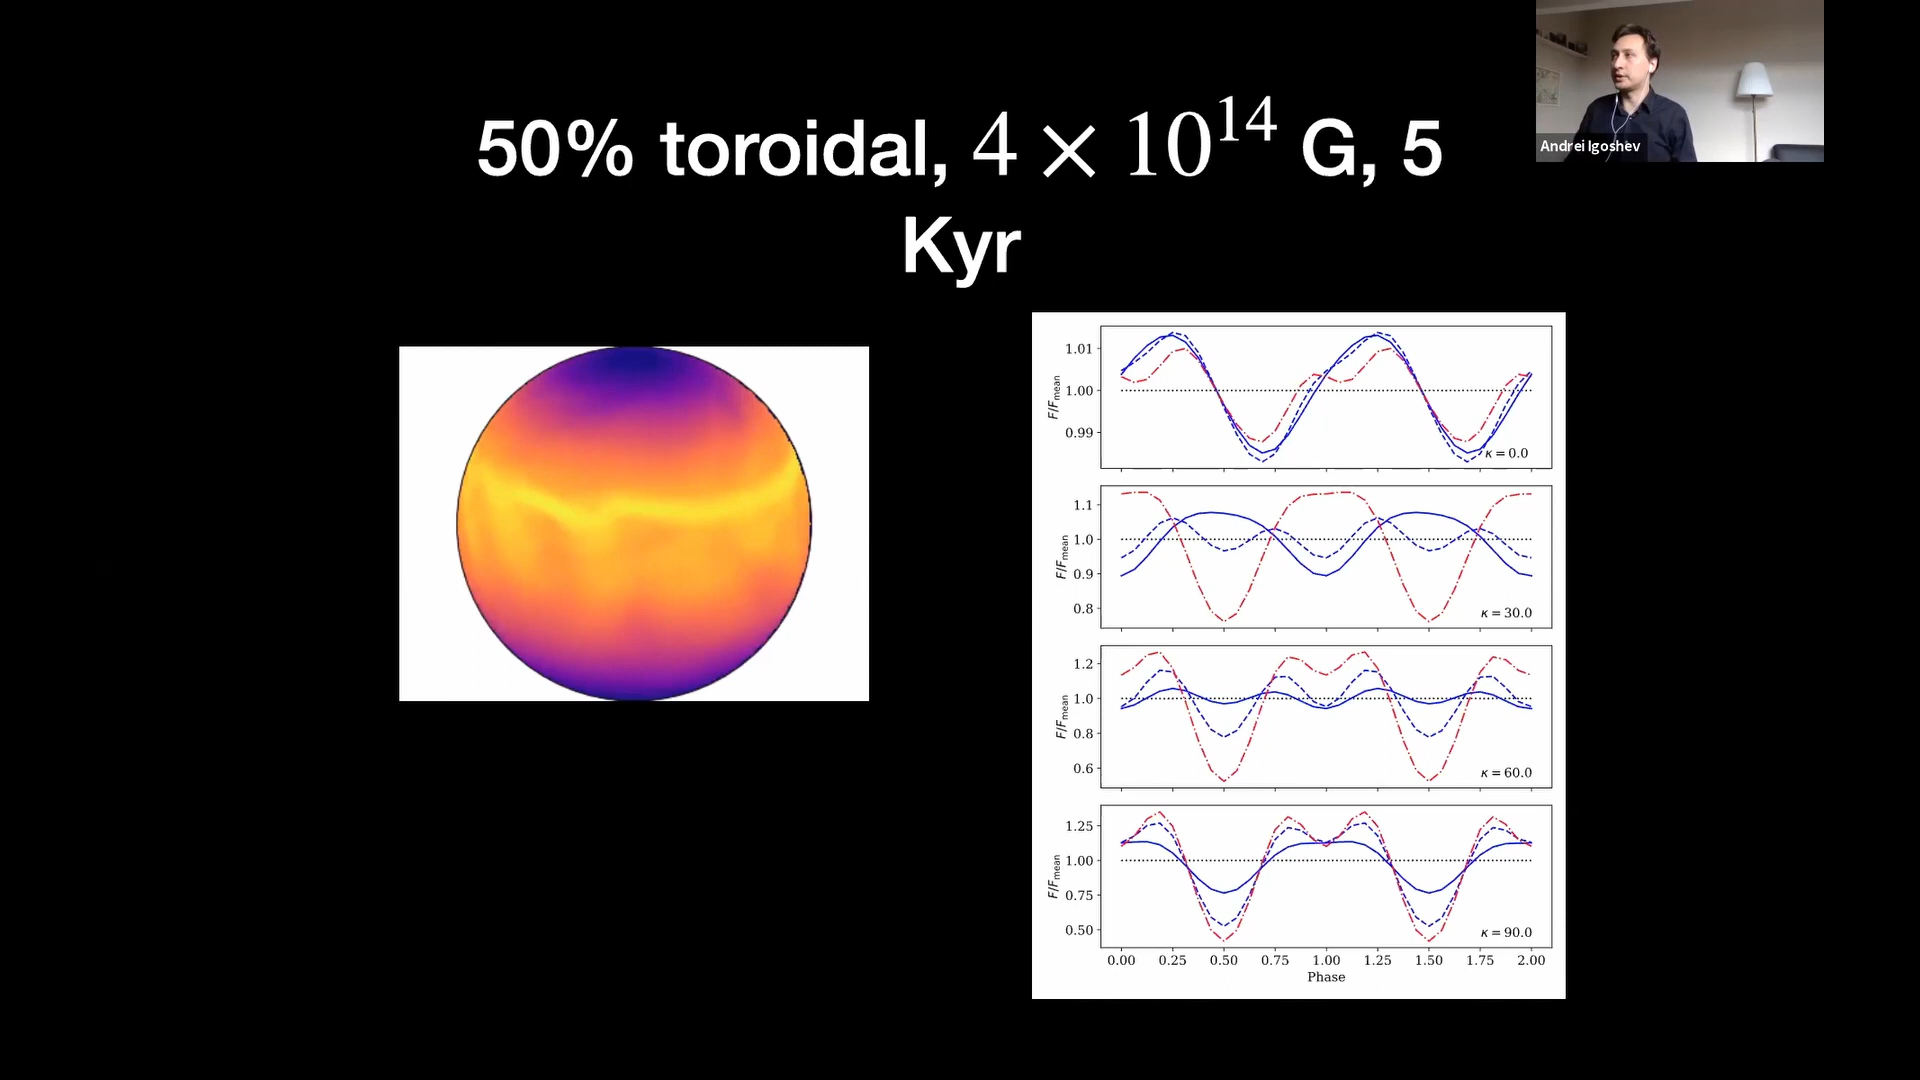 50% toroidal, 4 × 10^14 G, 5
Kyr
Andrei Igoshev
1.01
1.00
0.99
F/F_mean
κ = 0.0
1.1
1.0
0.9
0.8
F/F_mean
κ = 30.0
1.2
1.0
0.8
0.6
F/F_mean
κ = 60.0
1.25
1.00
0.75
0.50
F/F_mean
κ = 90.0
0.00 0.25 0.50 0.75 1.00 1.25 1.50 1.75 2.00
Phase